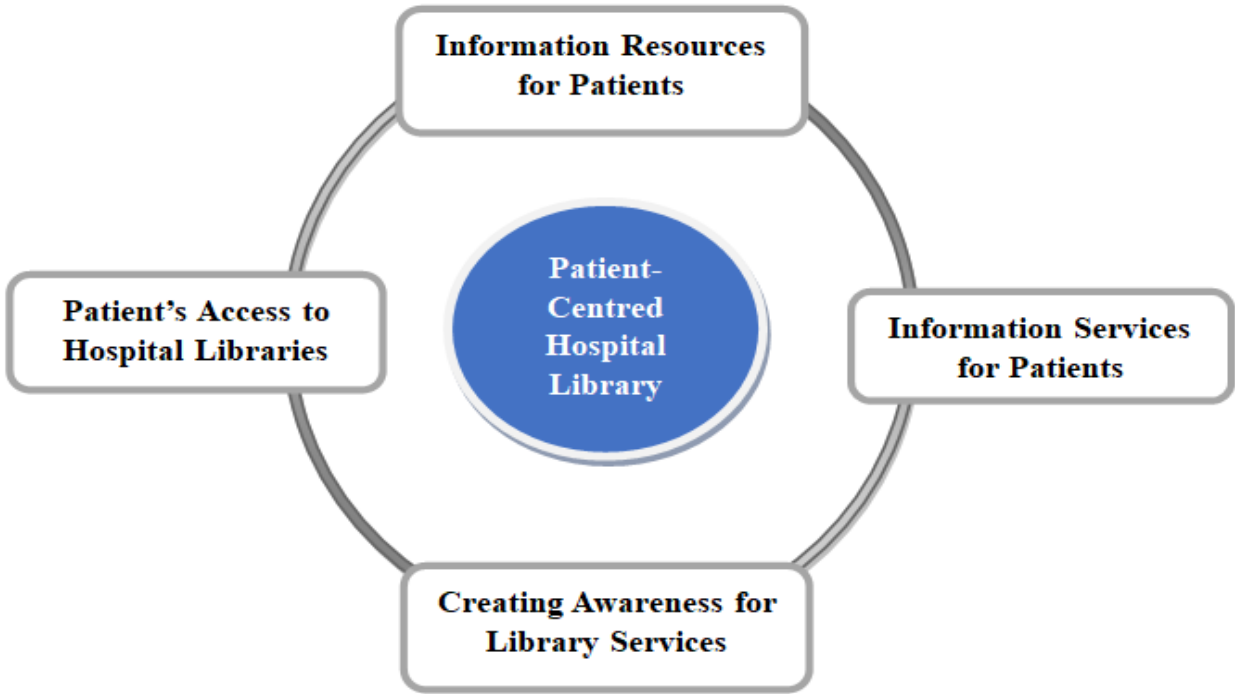 Information Resources
for Patients
Patient's Access to
Hospital Libraries
Patient-
Centred
Hospital
Library
Information Services
for Patients
Creating Awareness for
Library Services